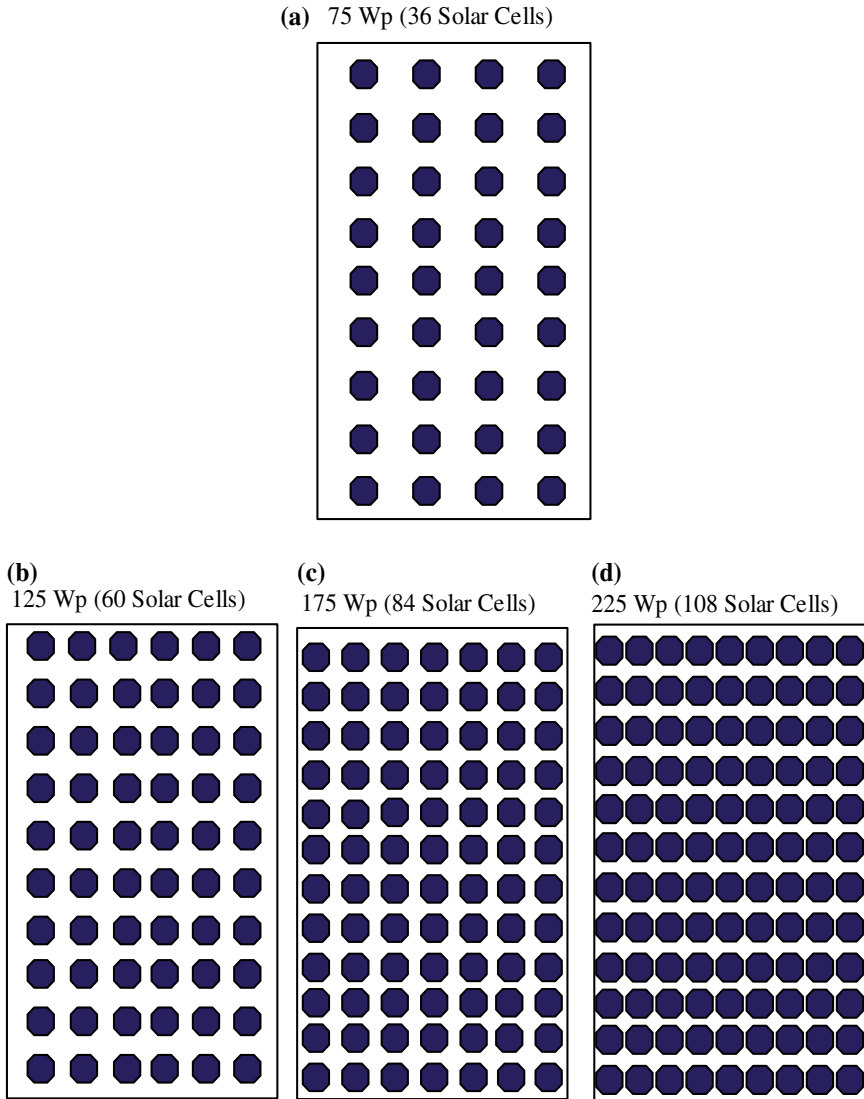 (a) 75 Wp (36 Solar Cells)
(b)
125 Wp (60 Solar Cells)
(c)
175 Wp (84 Solar Cells)
(d)
225 Wp (108 Solar Cells)